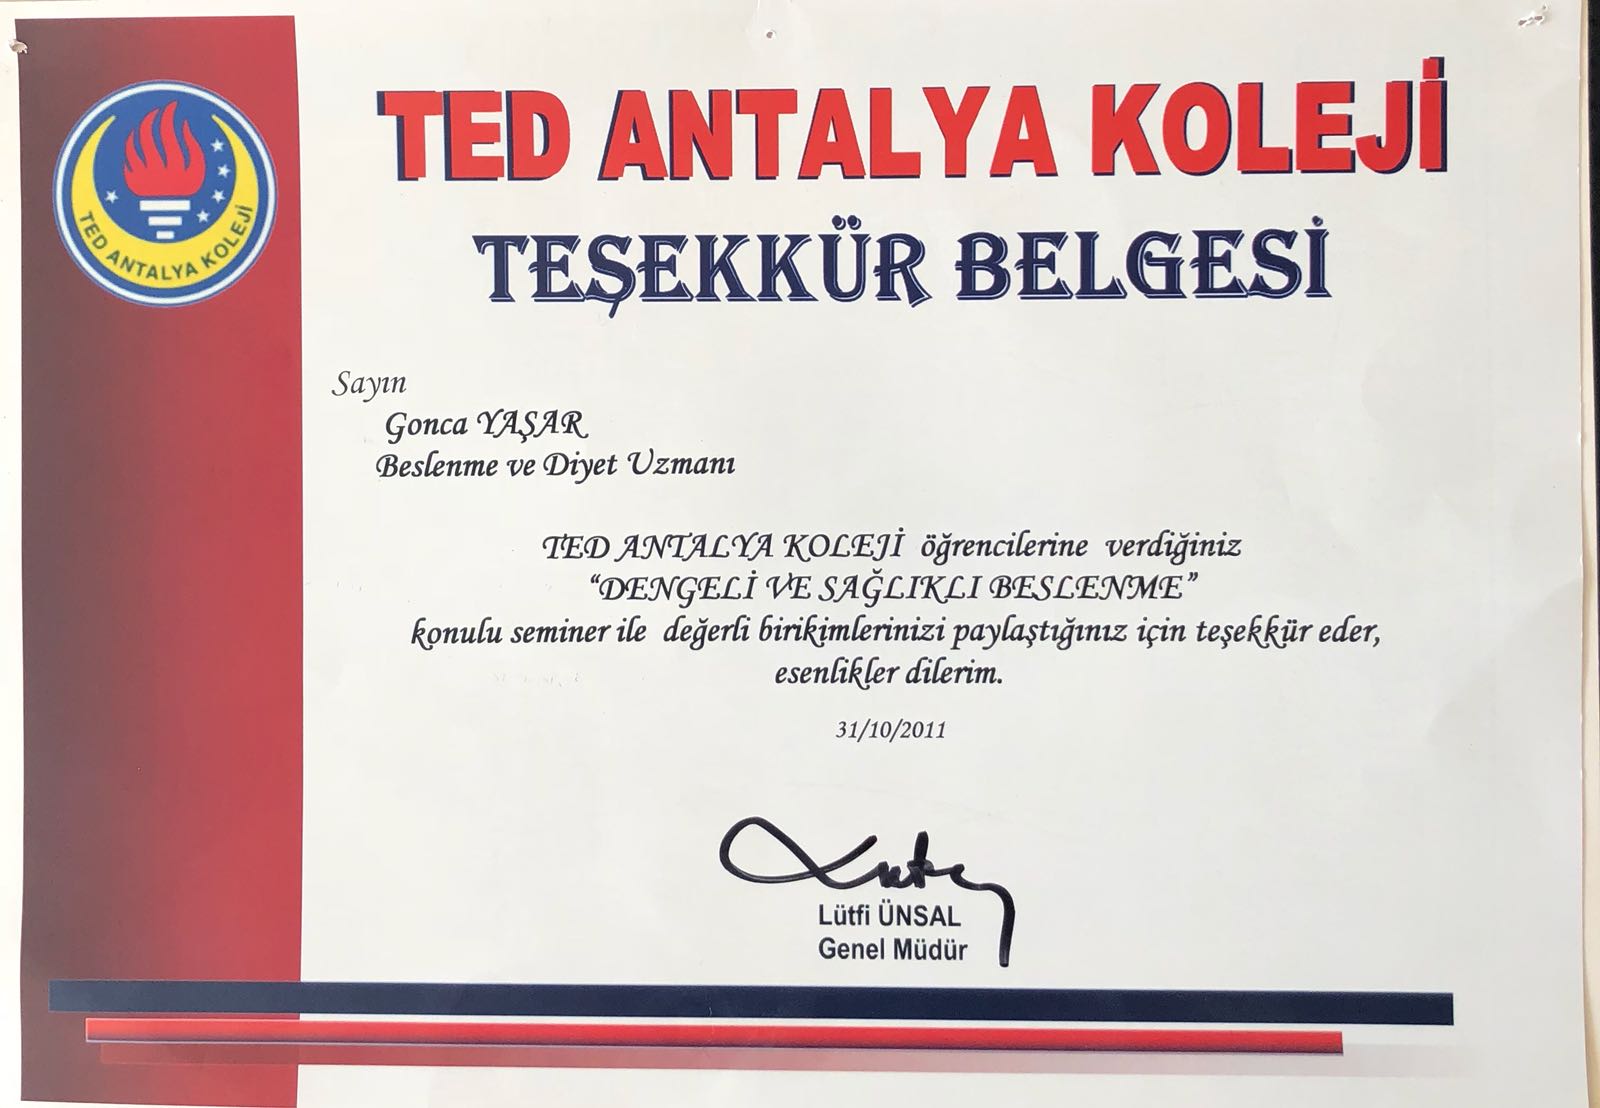 TED ANTALYA KOLEJİ
TED ANTALYA KOLEJİ
TEŞEKKÜR BELGESİ
Sayın
Gonca YAŞAR
Beslenme ve Diyet Uzmanı
TED ANTALYA KOLEJİ öğrencilerine verdiğiniz
“DENGELİ VE SAĞLIKLI BESLENME”
konulu seminer ile değerli birikimlerinizi paylaştığınız için teşekkür eder,
esenlikler dilerim.
31/10/2011
Lütfi ÜNSAL
Genel Müdür